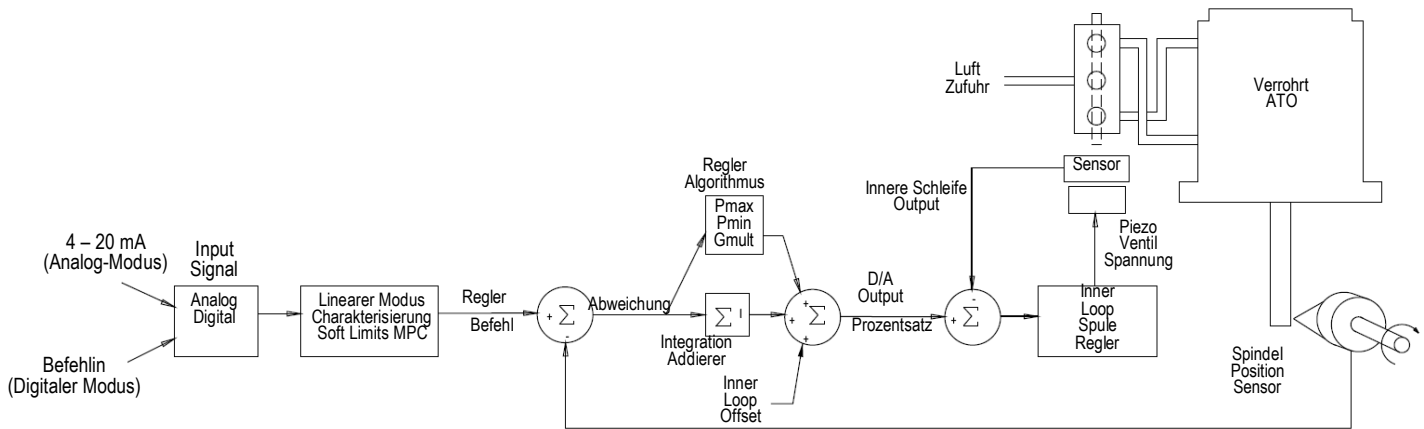 Luft
Zufuhr
Verrohrt
ATO
Sensor
Regler
Algorithmus
Innere Schleife
Output
Pmax
Pmin
Gmult
Piezo
Ventil
Spannung
4 – 20 mA
(Analog-Modus)
Input
Signal
Analog
Digital
Linearer Modus
Charakterisierung
Soft Limits MPC
Regler
Befehl
+ Σ
-
Abweichung
Σ I
Integration
Addierer
+
+ Σ
+
D/A
Output
Prozentsatz
-
+ Σ
Inner
Loop
Spule
Regler
Befehlin
(Digitaler Modus)
Inner
Loop
Offset
Spindel
Position
Sensor